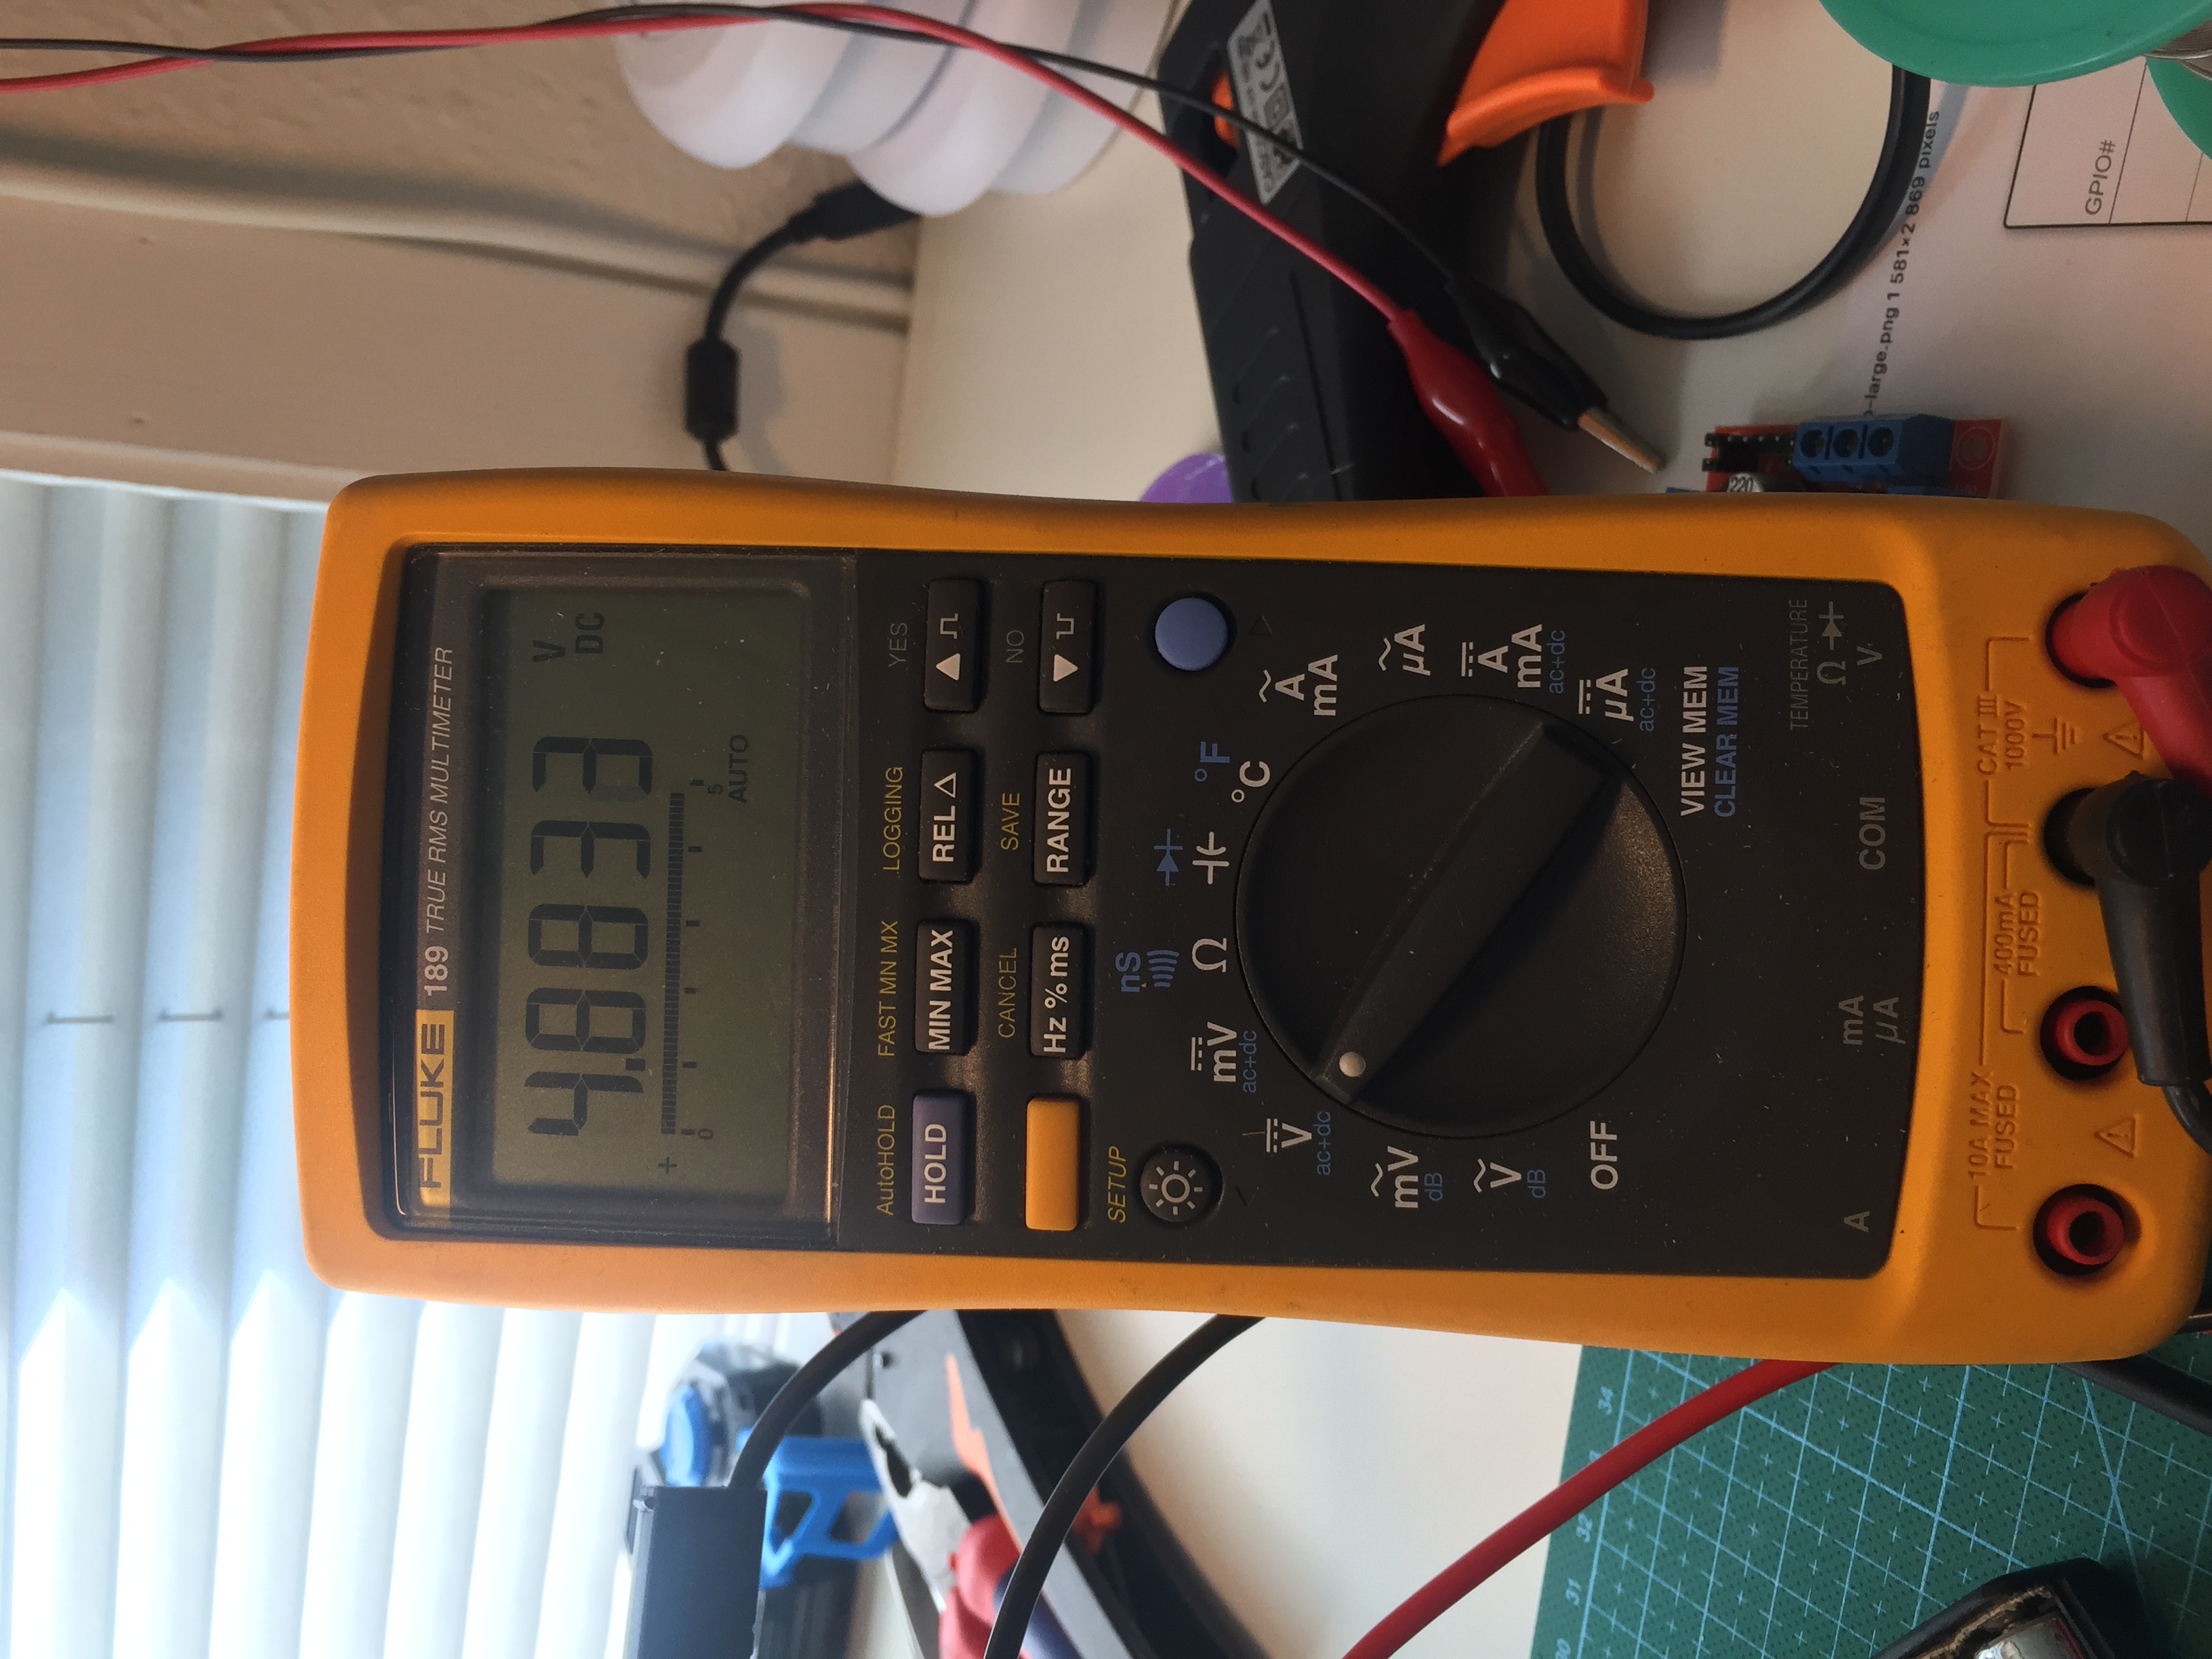 FLUKE 189 TRUE RMS MULTIMETER
4.8833 V DC
+
0 5
AUTO
AutoHOLD FAST MN MX LOGGING YES
HOLD MIN MAX REL Δ ▲
CANCEL SAVE NO
Hz % ms RANGE ▼
SETUP
nS
mV Ω °F
ac+dc °C
V
ac+dc
A
mA
mV
dB
µA
V
dB
A
mA
ac+dc
OFF
µA
ac+dc
VIEW MEM
CLEAR MEM
TEMPERATURE
Ω
A mA COM V
µA
10A MAX
FUSED
400mA
FUSED
CAT III
1000V
31 32 34
-large.png 1 581×2 869 pixels
GPIO#